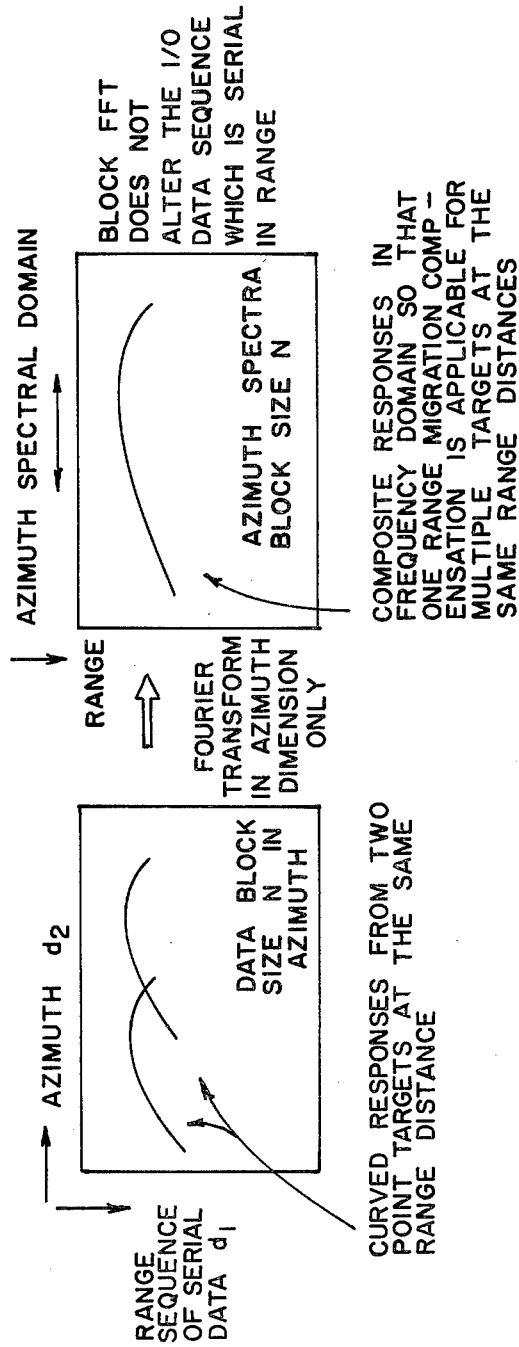 AZIMUTH d2
RANGE
SEQUENCE
OF SERIAL
DATA d1
DATA BLOCK
SIZE N IN
AZIMUTH
CURVED RESPONSES FROM TWO
POINT TARGETS AT THE SAME
RANGE DISTANCE
FOURIER
TRANSFORM
IN AZIMUTH
DIMENSION
ONLY
AZIMUTH SPECTRAL DOMAIN
RANGE
AZIMUTH SPECTRA
BLOCK SIZE N
BLOCK FFT
DOES NOT
ALTER THE I/O
DATA SEQUENCE
WHICH IS SERIAL
IN RANGE
COMPOSITE RESPONSES IN
FREQUENCY DOMAIN SO THAT
ONE RANGE MIGRATION COMP-
ENSATION IS APPLICABLE FOR
MULTIPLE TARGETS AT THE
SAME RANGE DISTANCES